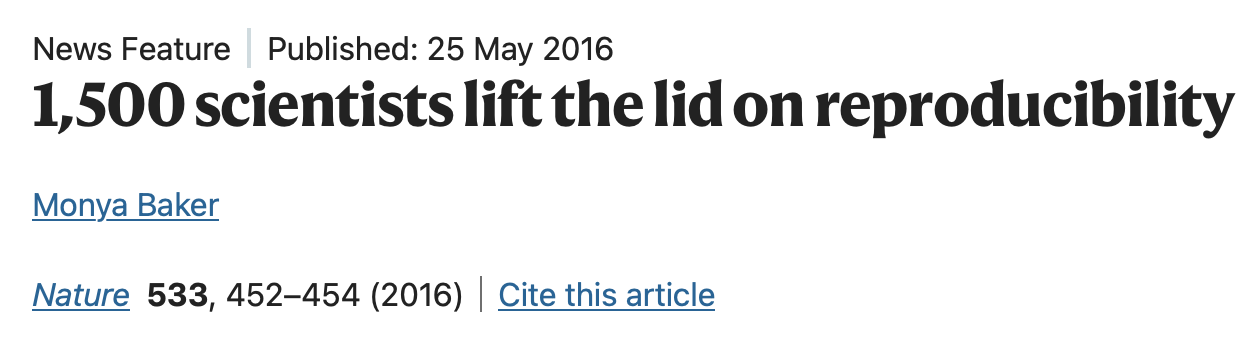 News Feature | Published: 25 May 2016
1,500 scientists lift the lid on reproducibility
Monya Baker
Nature 533, 452–454 (2016) | Cite this article